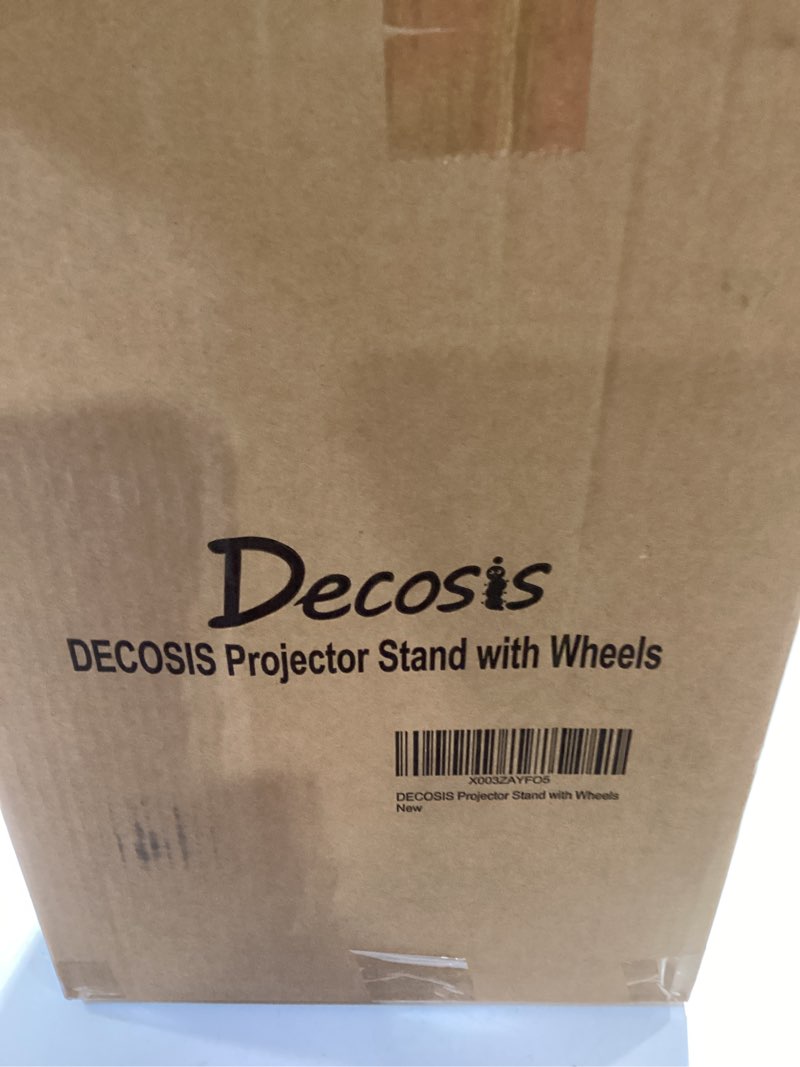 Decosis
DECOSIS Projector Stand with Wheels
X003ZAYFO5
DECOSIS Projector Stand with Wheels
New